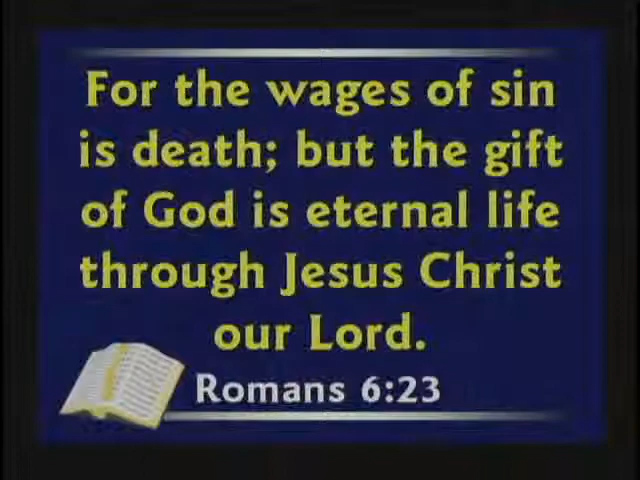 For the wages of sin
is death; but the gift
of God is eternal life
through Jesus Christ
our Lord.
Romans 6:23